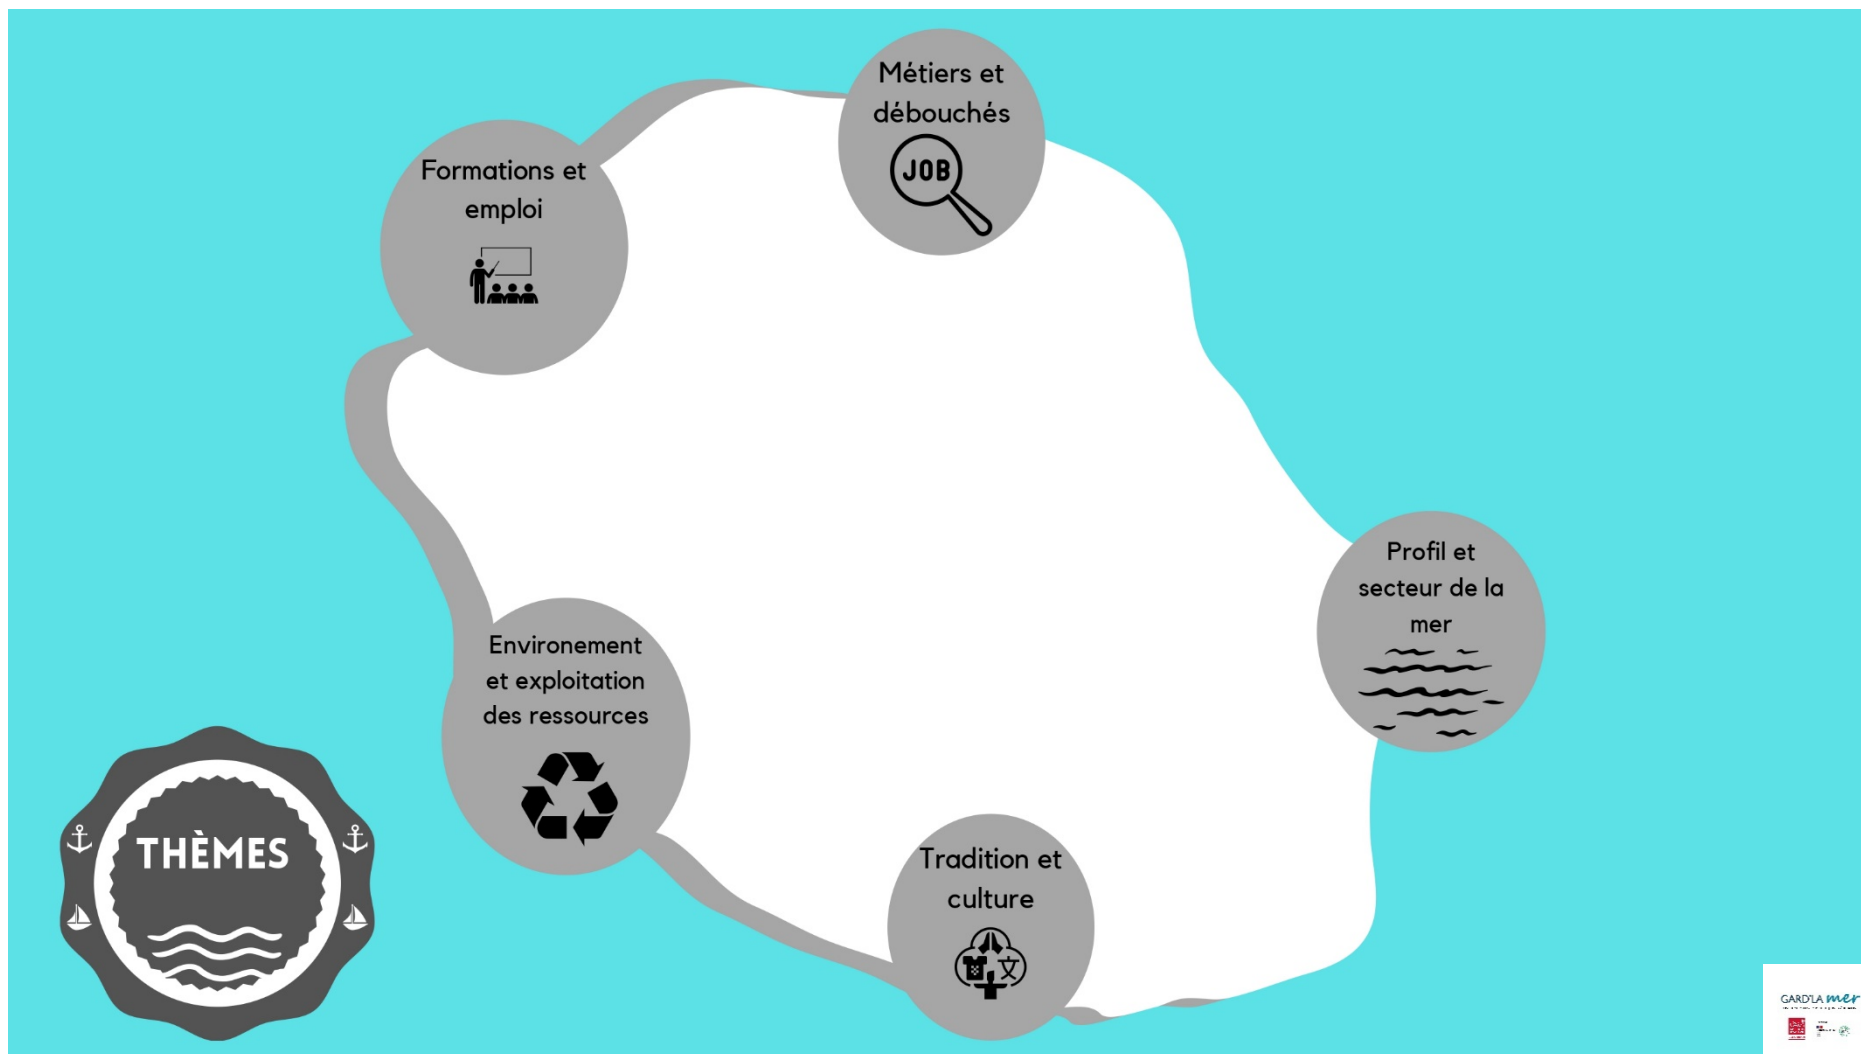 Métiers et
débouchés
JOB
Formations et
emploi
Profil et
secteur de la
mer
Environement
et exploitation
des ressources
THÈMES
Tradition et
culture
文
GARD'LA mer